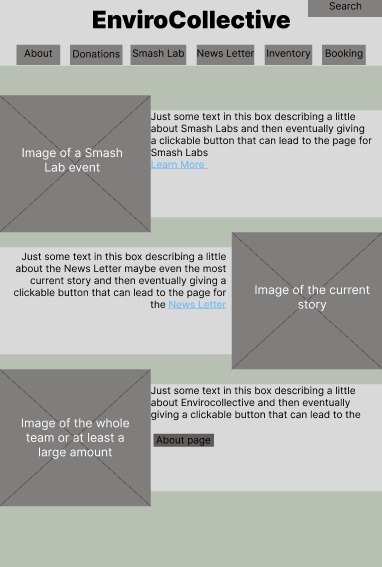 Search
EnviroCollective
About
Donations
Smash Lab
News Letter
Inventory
Booking
Image of a Smash
Lab event
Just some text in this box describing a little
about Smash Labs and then eventually giving
a clickable button that can lead to the page for
Smash Labs
Learn More
Just some text in this box describing a little
about the News Letter maybe even the most
current story and then eventually giving a
clickable button that can lead to the page for
the News Letter
Image of the current
story
Image of the whole
team or at least a
large amount
Just some text in this box describing a little
about Envirocollective and then eventually
giving a clickable button that can lead to the
About page